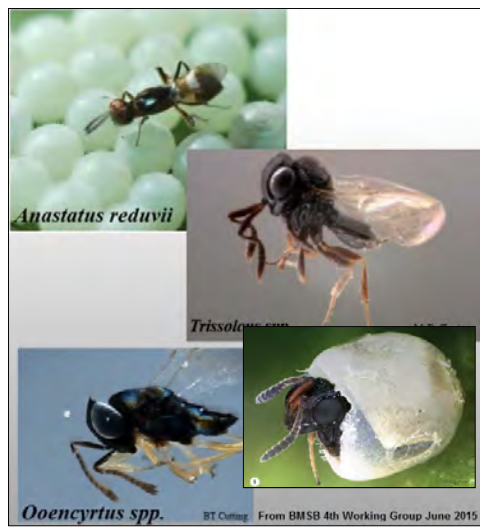 Anastatus reduvii
Trissolcus spp.
Ooencyrtus spp.
BT Cutting
From BMSB 4th Working Group June 2015